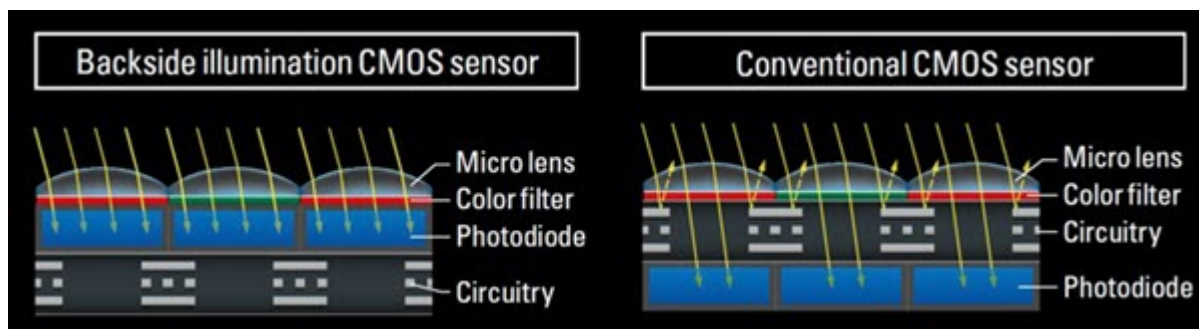 Backside illumination CMOS sensor
Micro lens
Color filter
Photodiode
Circuitry
Conventional CMOS sensor
Micro lens
Color filter
Circuitry
Photodiode